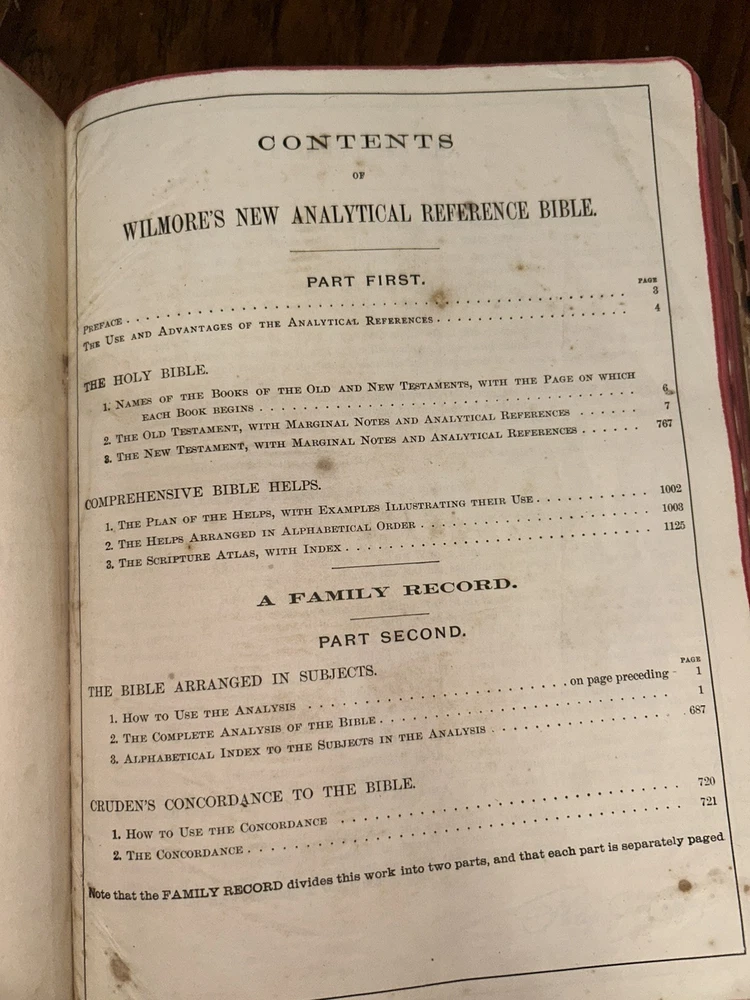 CONTENTS
OF
WILMORE'S NEW ANALYTICAL REFERENCE BIBLE.
PART FIRST.
PAGE
PREFACE . . . . . . . . . . 3
THE USE AND ADVANTAGES OF THE ANALYTICAL REFERENCES . . . . . . . . . . 4
THE HOLY BIBLE.
1. NAMES OF THE BOOKS OF THE OLD AND NEW TESTAMENTS, WITH THE PAGE ON WHICH
EACH BOOK BEGINS . . . . . . . . . . 6
2. THE OLD TESTAMENT, WITH MARGINAL NOTES AND ANALYTICAL REFERENCES . . . . . . 7
3. THE NEW TESTAMENT, WITH MARGINAL NOTES AND ANALYTICAL REFERENCES . . . . . . 767
COMPREHENSIVE BIBLE HELPS.
1. THE PLAN OF THE HELPS, WITH EXAMPLES ILLUSTRATING THEIR USE . . . . . . . . . . 1002
2. THE HELPS ARRANGED IN ALPHABETICAL ORDER . . . . . . . . . . 1003
3. THE SCRIPTURE ATLAS, WITH INDEX . . . . . . . . . . 1125
A FAMILY RECORD.
PART SECOND.
PAGE
THE BIBLE ARRANGED IN SUBJECTS.
1. HOW TO USE THE ANALYSIS . . . . . . . . . . on page preceding 1
2. THE COMPLETE ANALYSIS OF THE BIBLE . . . . . . . . . . 1
3. ALPHABETICAL INDEX TO THE SUBJECTS IN THE ANALYSIS . . . . . . . . . . 687
CRUDEN'S CONCORDANCE TO THE BIBLE.
1. HOW TO USE THE CONCORDANCE . . . . . . . . . . 720
2. THE CONCORDANCE . . . . . . . . . . 721
Note that the FAMILY RECORD divides this work into two parts, and that each part is separately paged